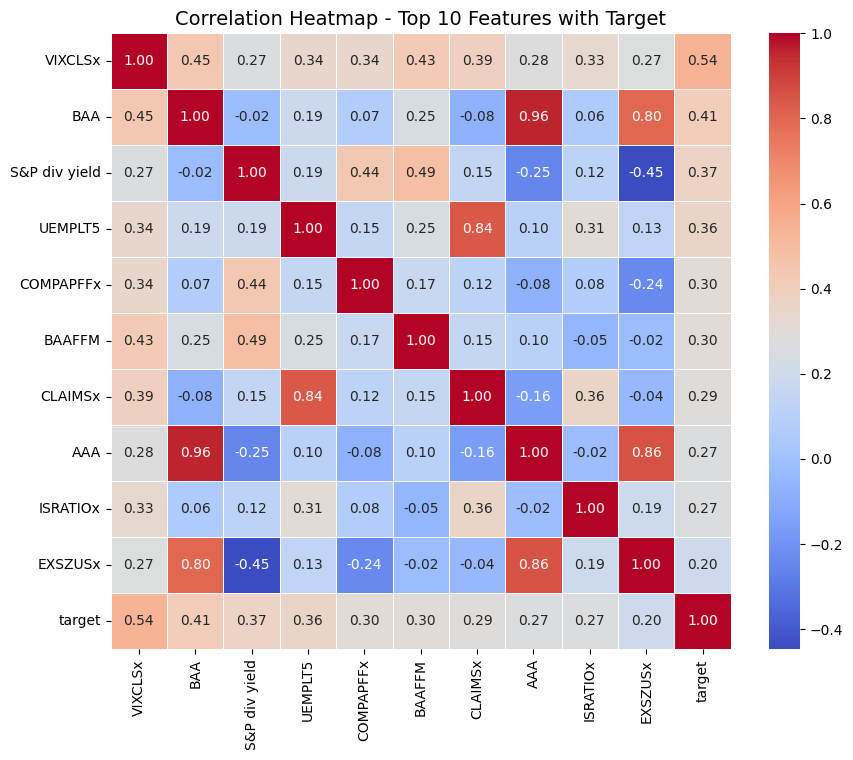 Correlation Heatmap - Top 10 Features with Target
VIXCLSx 1.00 0.45 0.27 0.34 0.34 0.43 0.39 0.28 0.33 0.27 0.54
BAA 0.45 1.00 -0.02 0.19 0.07 0.25 -0.08 0.96 0.06 0.80 0.41
S&P div yield 0.27 -0.02 1.00 0.19 0.44 0.49 0.15 -0.25 0.12 -0.45 0.37
UEMPLT5 0.34 0.19 0.19 1.00 0.15 0.25 0.84 0.10 0.31 0.13 0.36
COMPAPFFx 0.34 0.07 0.44 0.15 1.00 0.17 0.12 -0.08 0.08 -0.24 0.30
BAAFFM 0.43 0.25 0.49 0.25 0.17 1.00 0.15 0.10 -0.05 -0.02 0.30
CLAIMSx 0.39 -0.08 0.15 0.84 0.12 0.15 1.00 -0.16 0.36 -0.04 0.29
AAA 0.28 0.96 -0.25 0.10 -0.08 0.10 -0.16 1.00 -0.02 0.86 0.27
ISRATIOx 0.33 0.06 0.12 0.31 0.08 -0.05 0.36 -0.02 1.00 0.19 0.27
EXSZUSx 0.27 0.80 -0.45 0.13 -0.24 -0.02 -0.04 0.86 0.19 1.00 0.20
target 0.54 0.41 0.37 0.36 0.30 0.30 0.29 0.27 0.27 0.20 1.00
VIXCLSx BAA S&P div yield UEMPLT5 COMPAPFFx BAAFFM CLAIMSx AAA ISRATIOx EXSZUSx target
1.0
0.8
0.6
0.4
0.2
0.0
−0.2
−0.4